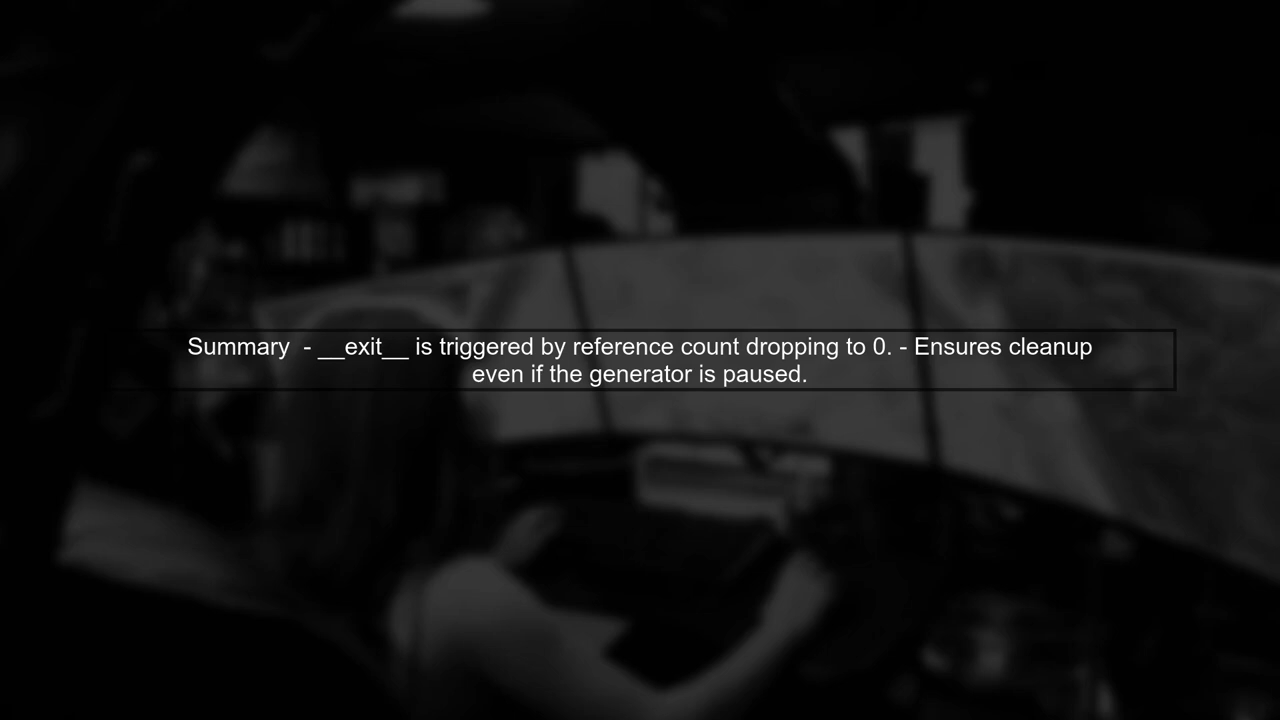 Summary  - __exit__ is triggered by reference count dropping to 0. - Ensures cleanup
even if the generator is paused.